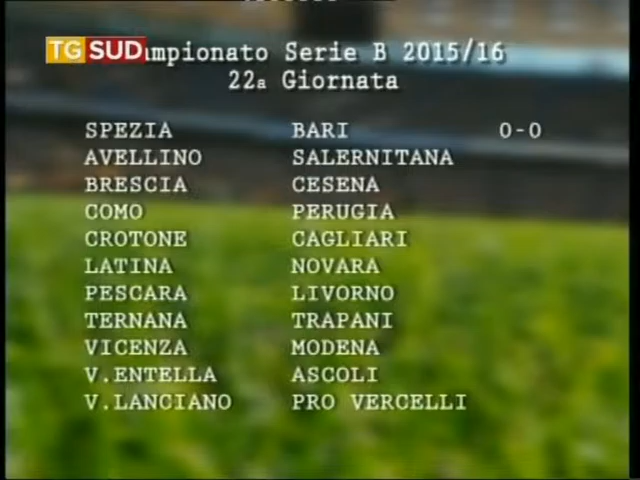 TG SUD
mpionato Serie B 2015/16
22a Giornata
SPEZIA BARI 0-0
AVELLINO SALERNITANA
BRESCIA CESENA
COMO PERUGIA
CROTONE CAGLIARI
LATINA NOVARA
PESCARA LIVORNO
TERNANA TRAPANI
VICENZA MODENA
V.ENTELLA ASCOLI
V.LANCIANO PRO VERCELLI